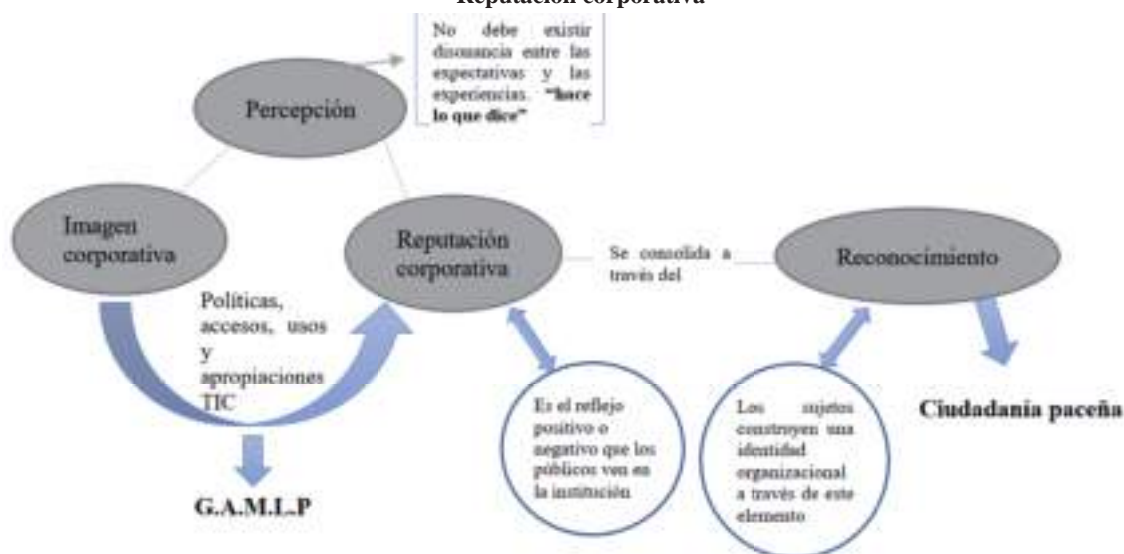 Reputación corporativa
No debe existir
disonancia entre las
expectativas y las
experiencias. "hace
lo que dice"
Percepción
Imagen
corporativa
Reputación
corporativa
Se consolida a
través del
Reconocimiento
Políticas,
accesos, usos
y
apropiaciones
TIC
G.A.M.L.P
Es el reflejo
positivo o
negativo que los
públicos ven en
la institución
Los sujetos
construyen una
identidad
organizacional
a través de este
elemento
Ciudadanía paceña